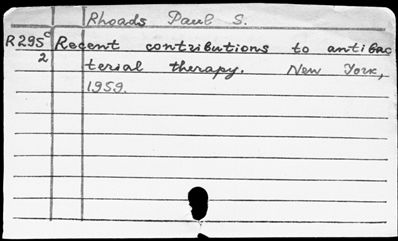 Rhoads Paul S.
R295c Recent contributions to antibac
2 terial therapy. New York,
1959.